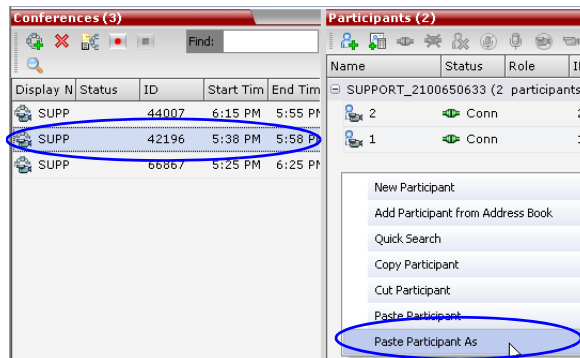 Conferences (3)
Find:
Display N Status ID Start Tim End Tim
SUPP 44007 6:15 PM 5:55 PM
SUPP 42196 5:38 PM 5:58 PM
SUPP 66867 5:25 PM 6:25 PM
Participants (2)
Name Status Role
SUPPORT_2100650633 (2 participants
2 Conn
1 Conn
New Participant
Add Participant from Address Book
Quick Search
Copy Participant
Cut Participant
Paste Participant
Paste Participant As